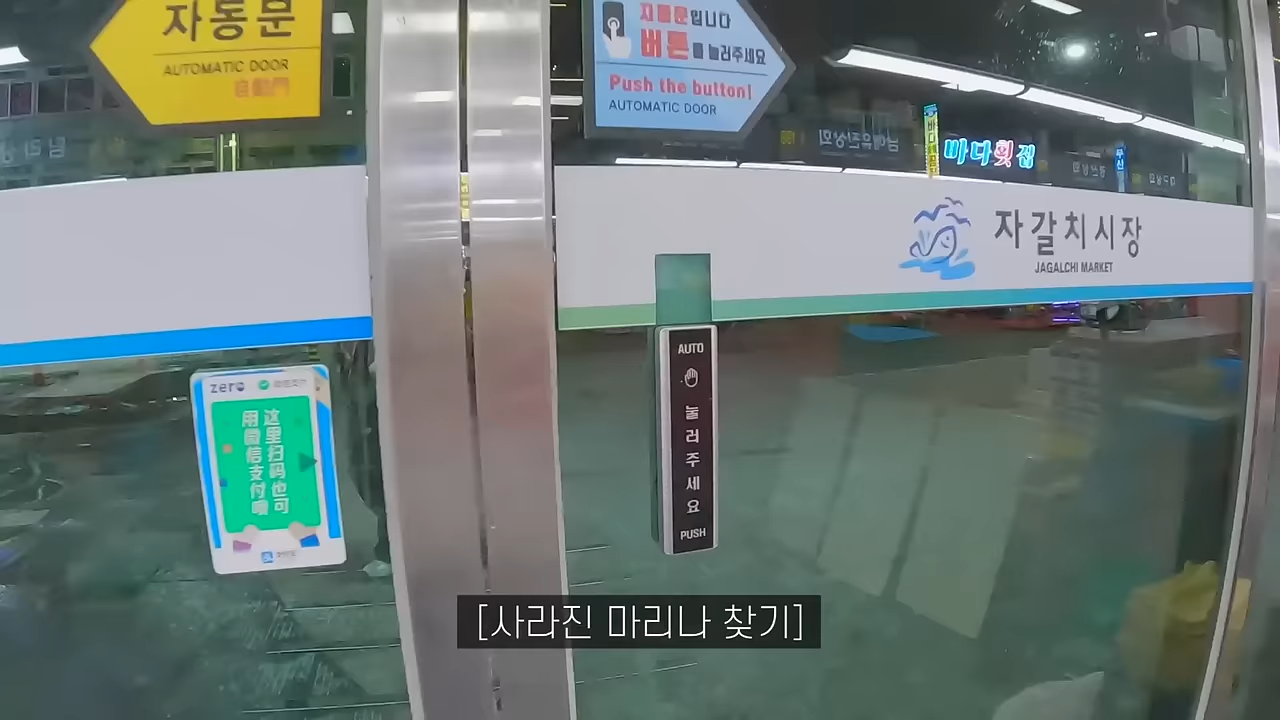 자동문
AUTOMATIC DOOR
自動門
자동문입니다
버튼을 눌러주세요
Push the button!
AUTOMATIC DOOR
바다횟집
자갈치시장
JAGALCHI MARKET
zero
这里扫码也可
用微信支付哦
AUTO
눌러주세요
PUSH
[사라진 마리나 찾기]